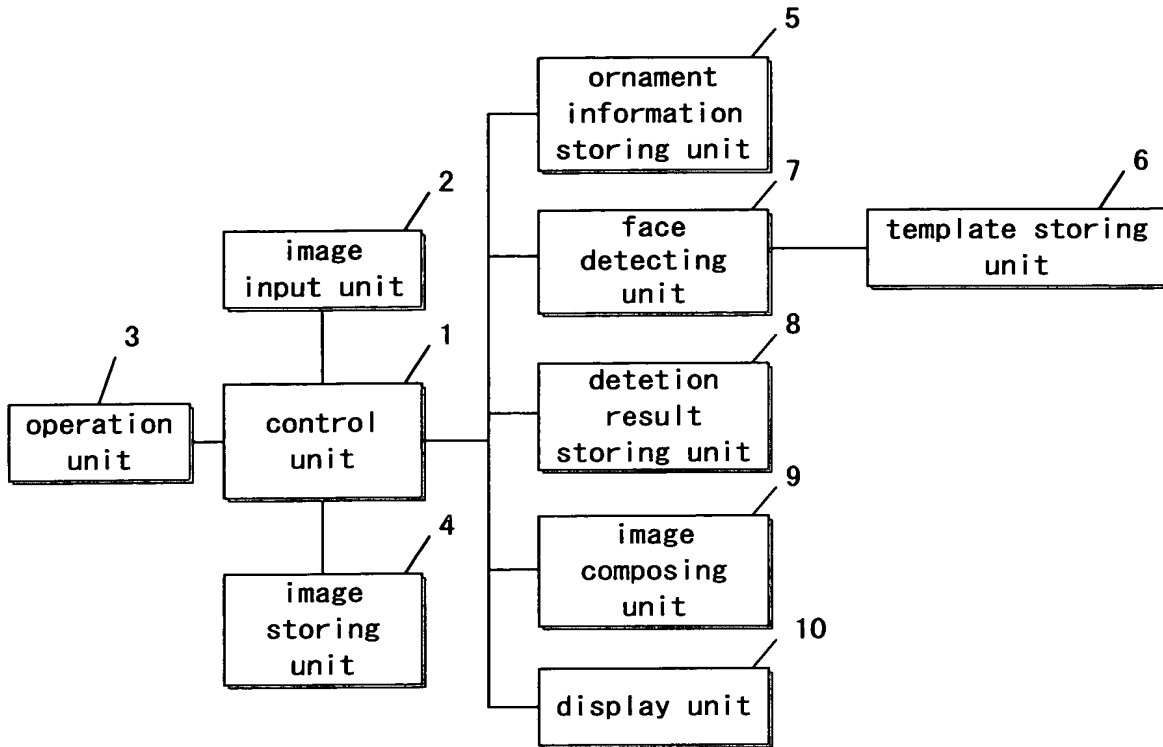 5
ornament
information
storing unit
2
image
input unit
7
face
detecting
unit
6
template storing
unit
3
operation
unit
1
control
unit
8
detetion
result
storing unit
4
image
storing
unit
9
image
composing
unit
10
display unit